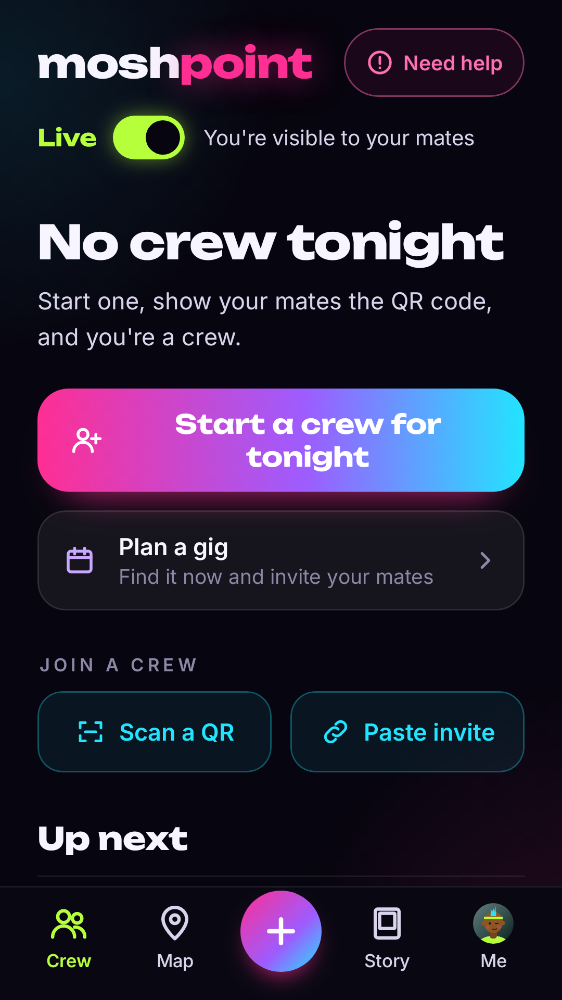 moshpoint
Need help
Live
You're visible to your mates
No crew tonight
Start one, show your mates the QR code,
and you're a crew.
Start a crew for
tonight
Plan a gig
Find it now and invite your mates
JOIN A CREW
Scan a QR
Paste invite
Up next
Crew
Map
Story
Me